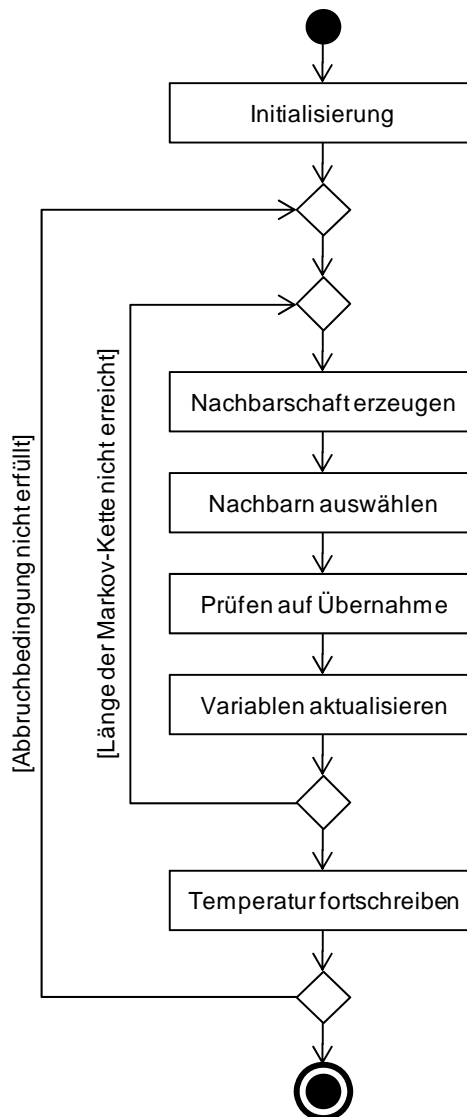 Initialisierung
[Abbruchbedingung nicht erfüllt]
[Länge der Markov-Kette nicht erreicht]
Nachbarschaft erzeugen
Nachbarn auswählen
Prüfen auf Übernahme
Variablen aktualisieren
Temperatur fortschreiben